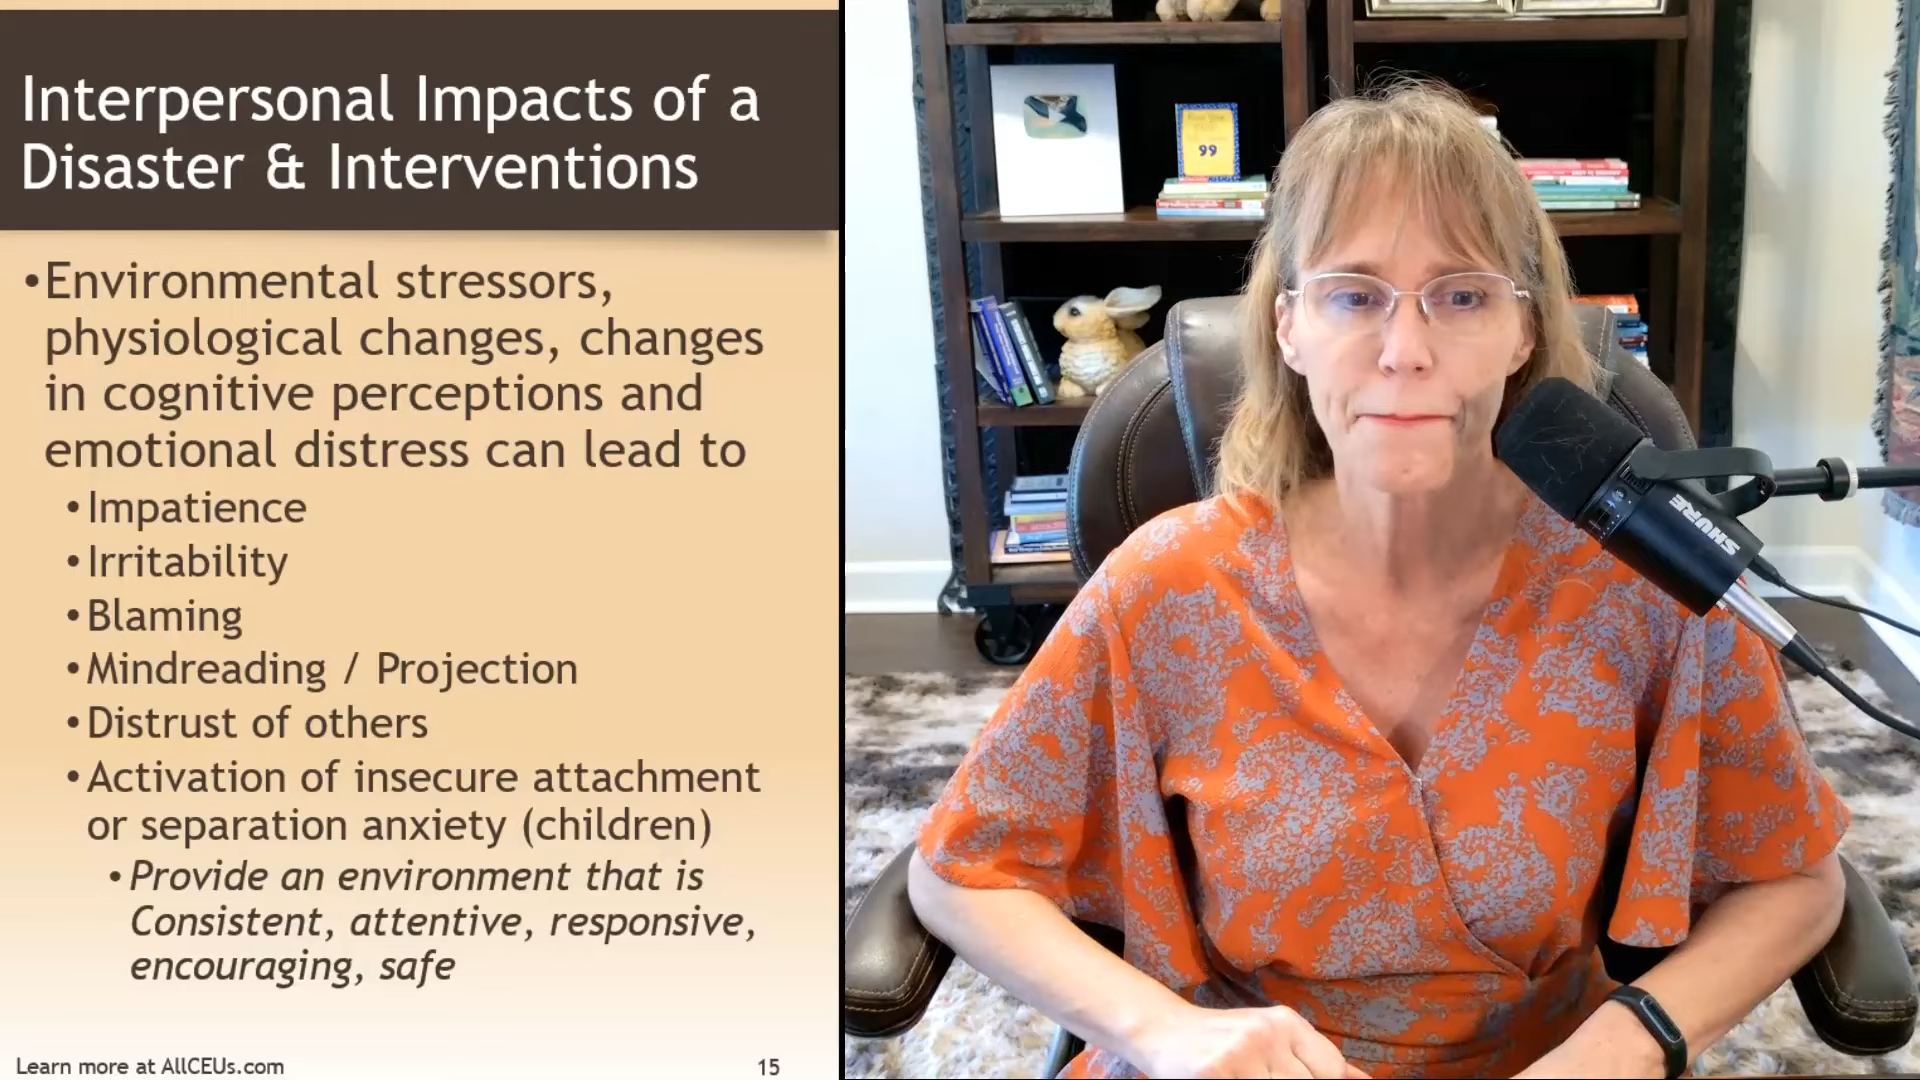 Interpersonal Impacts of a
Disaster & Interventions
•Environmental stressors,
physiological changes, changes
in cognitive perceptions and
emotional distress can lead to
•Impatience
•Irritability
•Blaming
•Mindreading / Projection
•Distrust of others
•Activation of insecure attachment
or separation anxiety (children)
•Provide an environment that is
Consistent, attentive, responsive,
encouraging, safe
Learn more at AllCEUs.com
15
99
SHURE